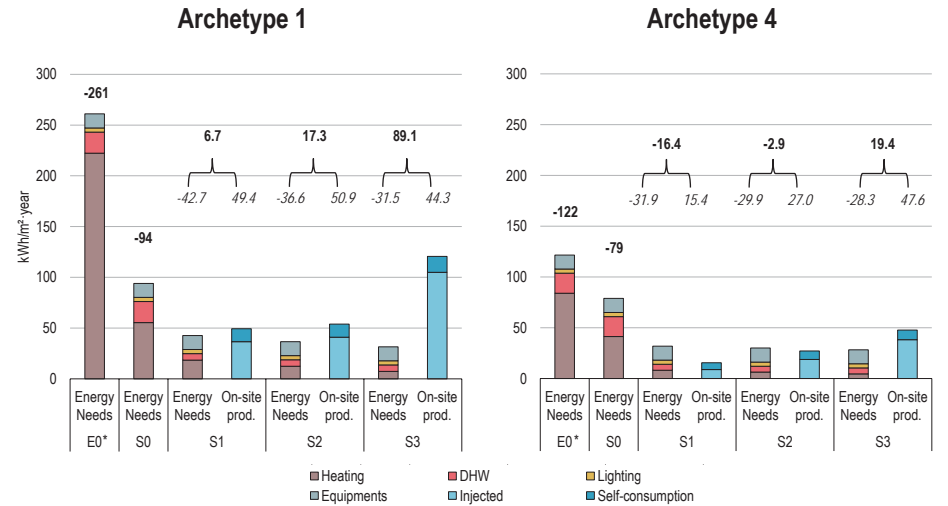 Archetype 1
Archetype 4
kWh/m²·year
300
250
200
150
100
50
0
-261
-94
6.7
-42.7 49.4
17.3
-36.6 50.9
89.1
-31.5 44.3
Energy Needs
Energy Needs
Energy Needs
On-site prod.
Energy Needs
On-site prod.
Energy Needs
On-site prod.
E0* S0 S1 S2 S3
300
250
200
150
100
50
0
-122
-79
-16.4
-31.9 15.4
-2.9
-29.9 27.0
19.4
-28.3 47.6
Energy Needs
Energy Needs
Energy Needs
On-site prod.
Energy Needs
On-site prod.
Energy Needs
On-site prod.
E0* S0 S1 S2 S3
Heating DHW Lighting
Equipments Injected Self-consumption